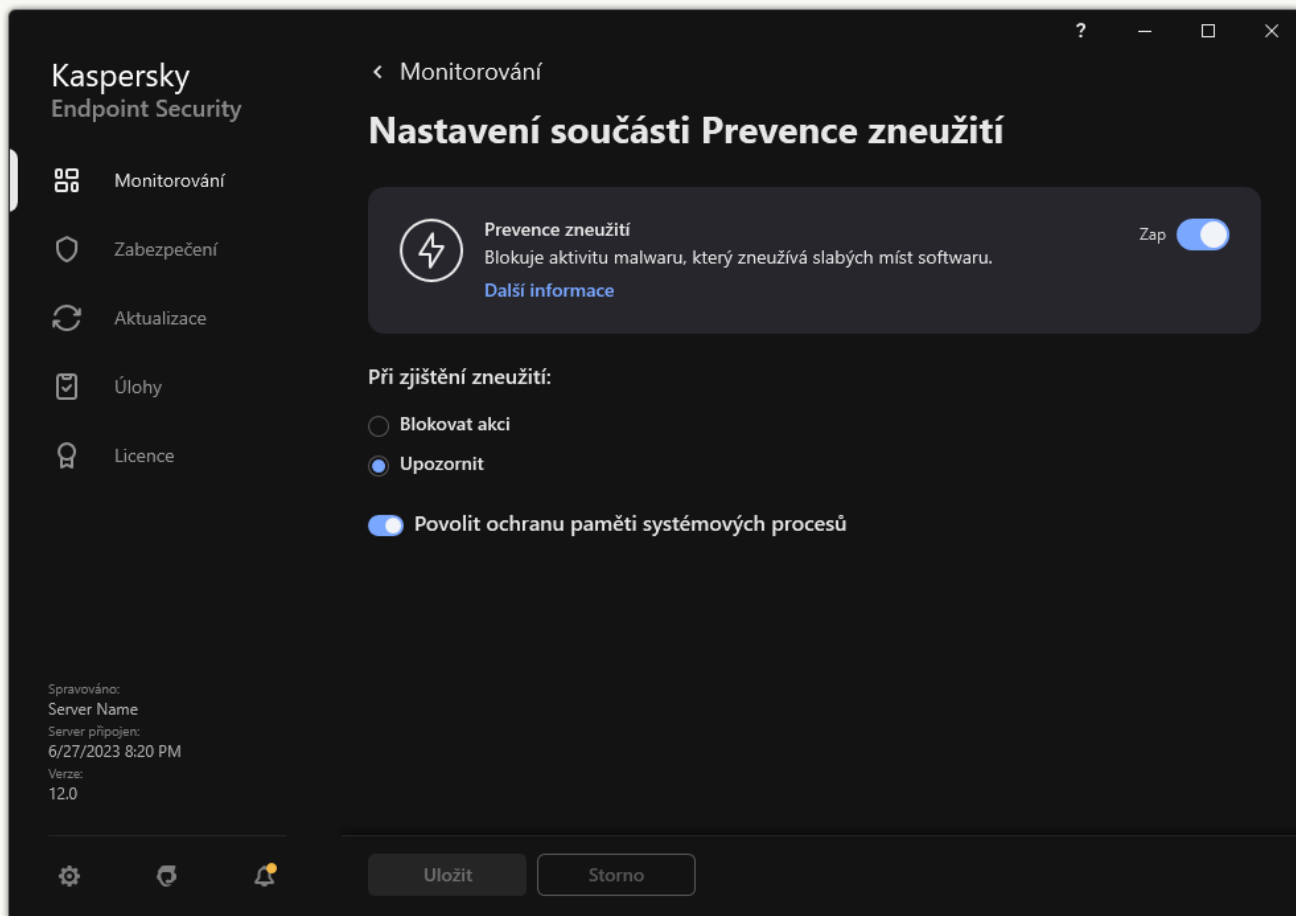 ?
Kaspersky
Endpoint Security
Monitorování
Zabezpečení
Aktualizace
Úlohy
Licence
Spravováno:
Server Name
Server připojen:
6/27/2023 8:20 PM
Verze:
12.0
Monitorování
Nastavení součásti Prevence zneužití
Prevence zneužití
Zap
Blokuje aktivitu malwaru, který zneužívá slabých míst softwaru.
Další informace
Při zjištění zneužití:
Blokovat akci
Upozornit
Povolit ochranu paměti systémových procesů
Uložit
Storno